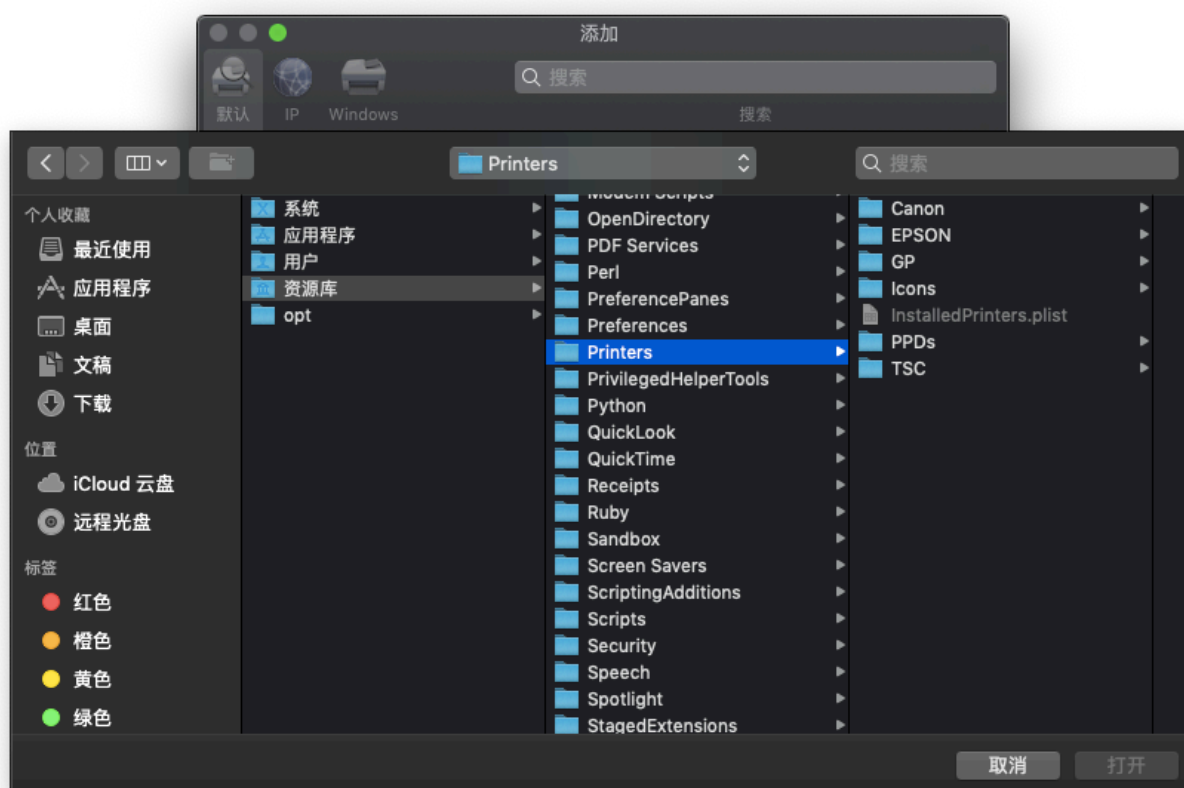 添加
搜索
默认
IP
Windows
搜索
Printers
搜索
个人收藏
最近使用
应用程序
桌面
文稿
下载
位置
iCloud 云盘
远程光盘
标签
红色
橙色
黄色
绿色
系统
应用程序
用户
资源库
opt
Modem Scripts
OpenDirectory
PDF Services
Perl
PreferencePanes
Preferences
Printers
PrivilegedHelperTools
Python
QuickLook
QuickTime
Receipts
Ruby
Sandbox
Screen Savers
ScriptingAdditions
Scripts
Security
Speech
Spotlight
StagedExtensions
Canon
EPSON
GP
Icons
InstalledPrinters.plist
PPDs
TSC
取消
打开